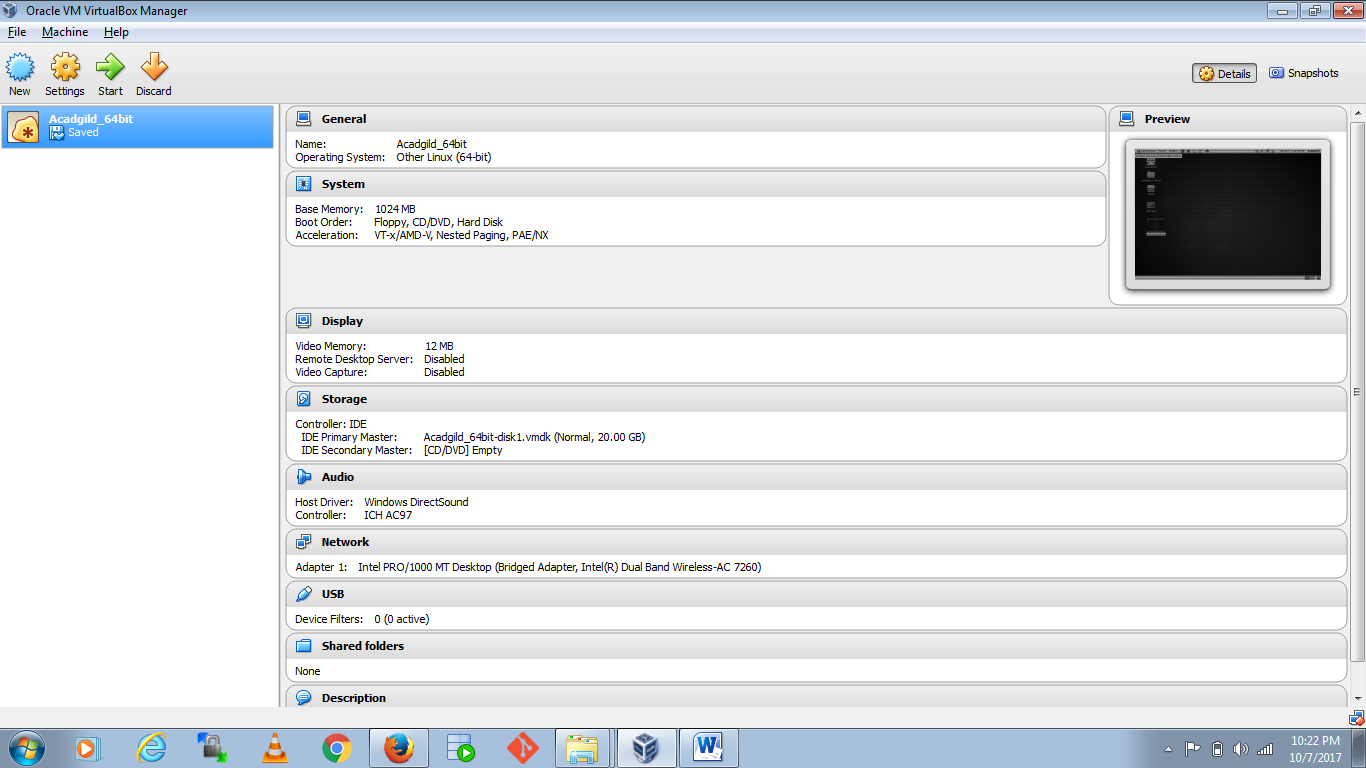 Oracle VM VirtualBox Manager
File Machine Help
New Settings Start Discard
Details Snapshots
Acadgild_64bit
Saved
General
Name: Acadgild_64bit
Operating System: Other Linux (64-bit)
System
Base Memory: 1024 MB
Boot Order: Floppy, CD/DVD, Hard Disk
Acceleration: VT-x/AMD-V, Nested Paging, PAE/NX
Preview
Display
Video Memory: 12 MB
Remote Desktop Server: Disabled
Video Capture: Disabled
Storage
Controller: IDE
IDE Primary Master: Acadgild_64bit-disk1.vmdk (Normal, 20.00 GB)
IDE Secondary Master: [CD/DVD] Empty
Audio
Host Driver: Windows DirectSound
Controller: ICH AC97
Network
Adapter 1: Intel PRO/1000 MT Desktop (Bridged Adapter, Intel(R) Dual Band Wireless-AC 7260)
USB
Device Filters: 0 (0 active)
Shared folders
None
Description
10:22 PM
10/7/2017